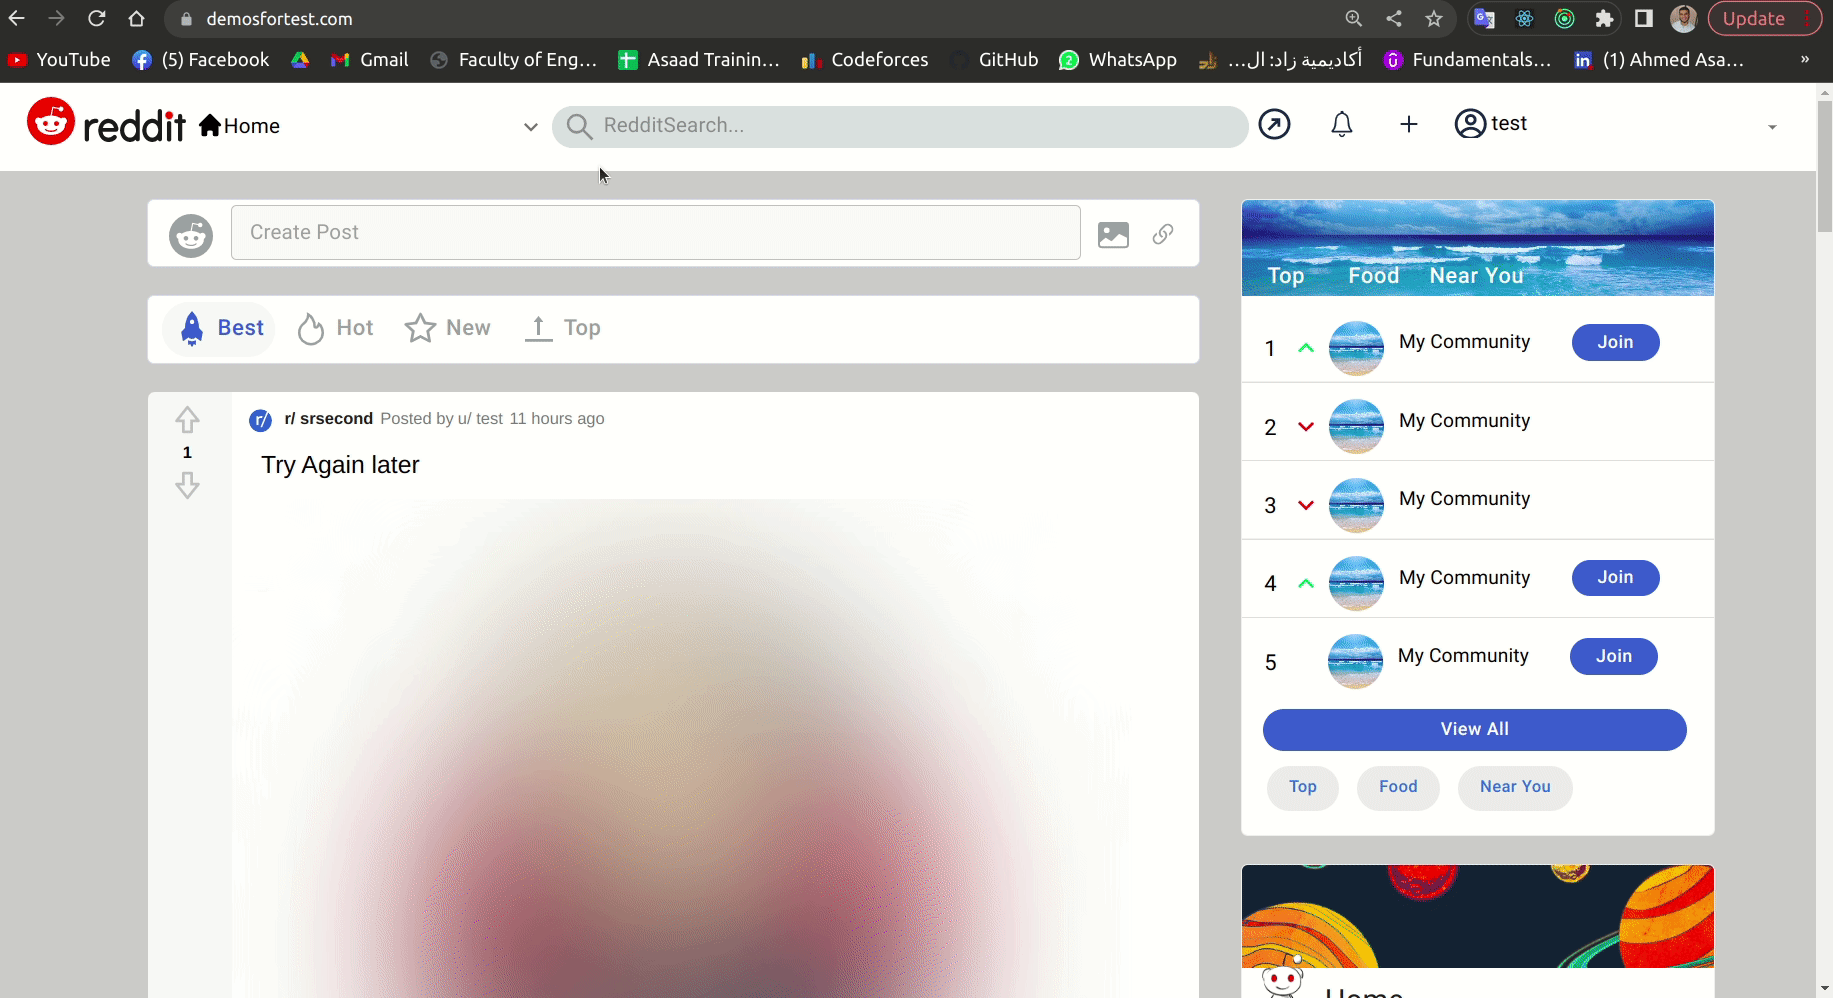 demosfortest.com
Update
YouTube (5) Facebook Gmail Faculty of Eng... Asaad Trainin... Codeforces GitHub 2 WhatsApp أكاديمية زاد: ال... Fundamentals... (1) Ahmed Asa... »
reddit Home RedditSearch... test
Create Post
Best Hot New Top
1
r/ r/ srsecond Posted by u/ test 11 hours ago
Try Again later
Top Food Near You
1 My Community Join
2 My Community
3 My Community
4 My Community Join
5 My Community Join
View All
Top Food Near You
Home